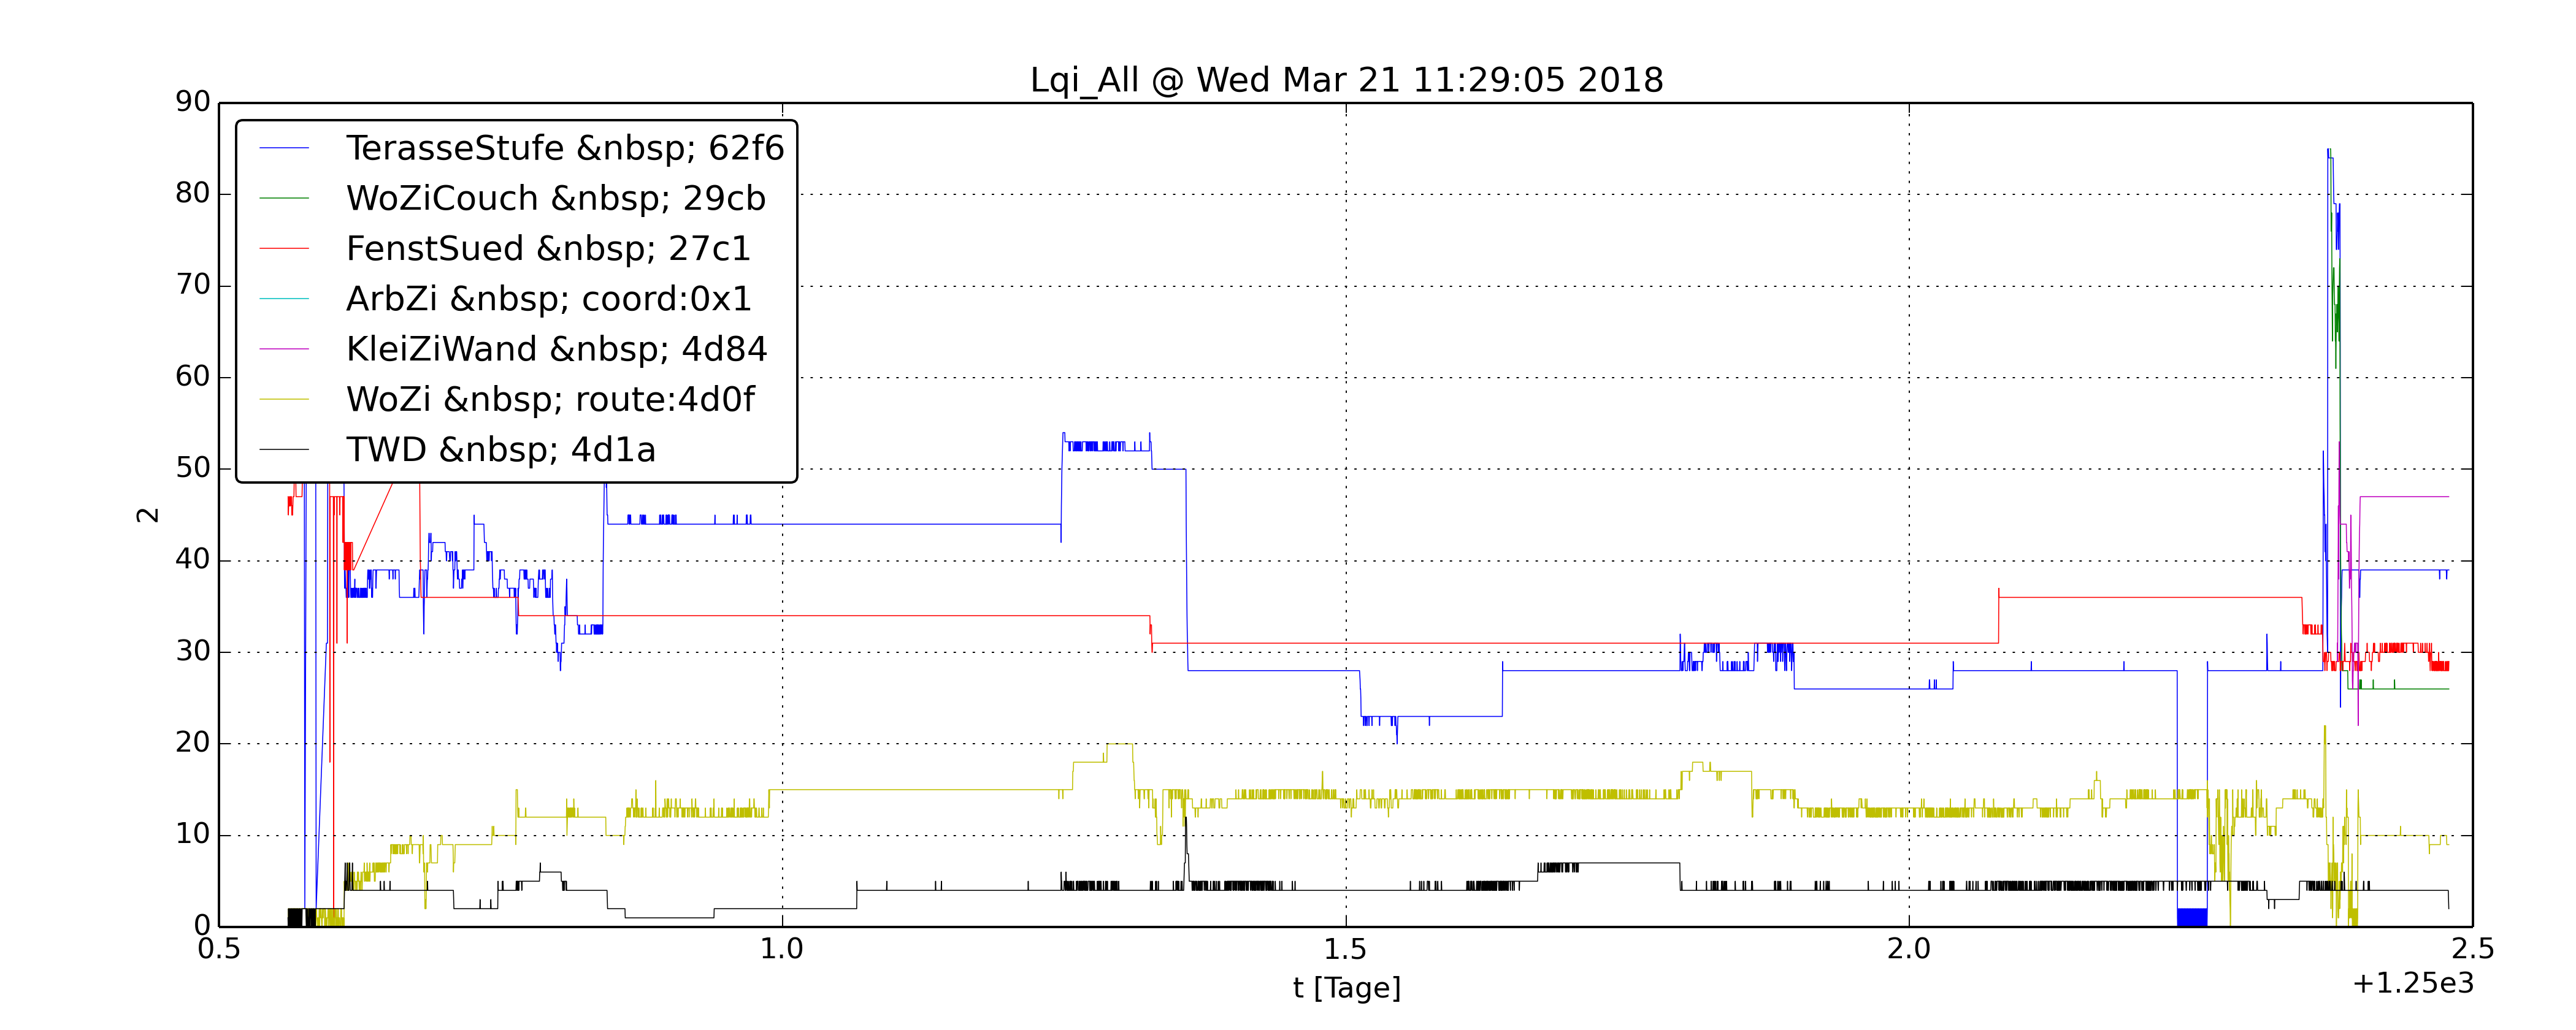 Lqi_All @ Wed Mar 21 11:29:05 2018
90
80
70
60
50
40
30
20
10
0
2
TerasseStufe &nbsp; 62f6
WoZiCouch &nbsp; 29cb
FenstSued &nbsp; 27c1
ArbZi &nbsp; coord:0x1
KleiZiWand &nbsp; 4d84
WoZi &nbsp; route:4d0f
TWD &nbsp; 4d1a
0.5 1.0 1.5 2.0 2.5
t [Tage]
+1.25e3